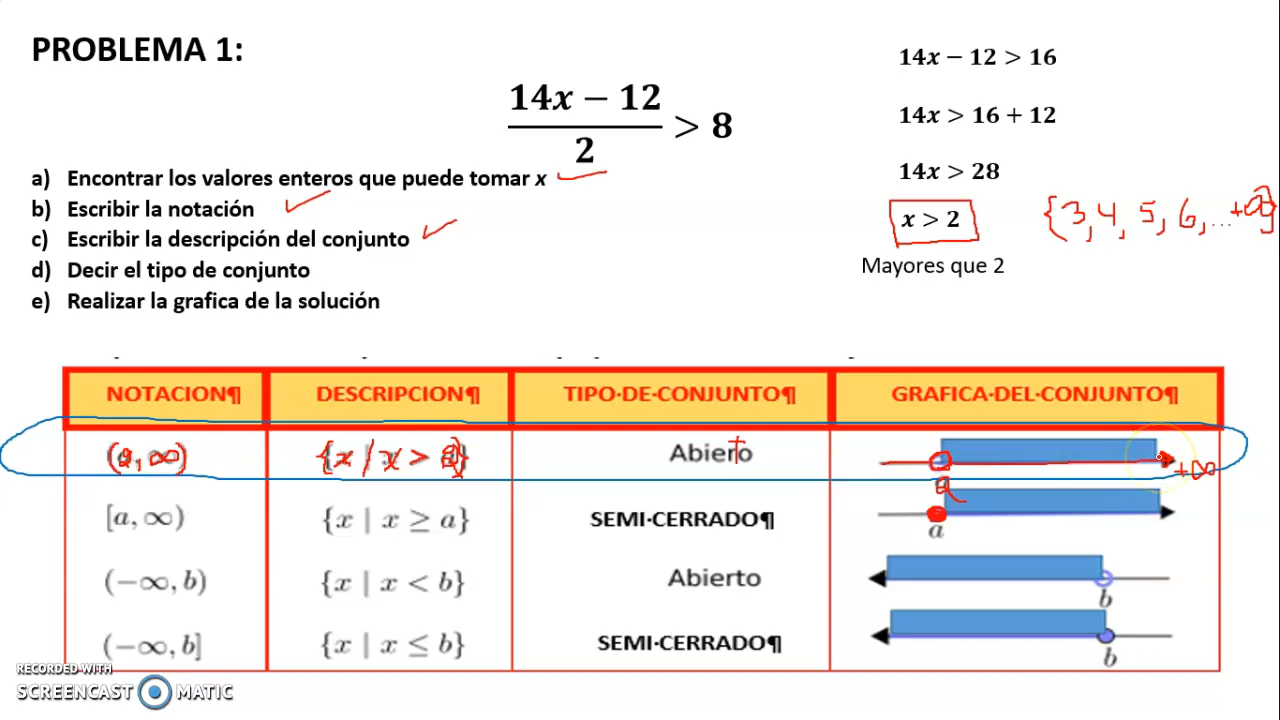 PROBLEMA 1:
14x − 12
2
> 8
a) Encontrar los valores enteros que puede tomar x
b) Escribir la notación
c) Escribir la descripción del conjunto
d) Decir el tipo de conjunto
e) Realizar la grafica de la solución
14x − 12 > 16
14x > 16 + 12
14x > 28
x > 2
{3, 4, 5, 6, ... +∞}
Mayores que 2
NOTACION¶ DESCRIPCION¶ TIPO·DE·CONJUNTO¶ GRAFICA·DEL·CONJUNTO¶
(2, ∞) {x / x > 2} Abierto +∞
2
[a, ∞) {x | x ≥ a} SEMI·CERRADO¶ a
(−∞, b) {x | x < b} Abierto b
(−∞, b] {x | x ≤ b} SEMI·CERRADO¶ b
RECORDED WITH
SCREENCAST MATIC